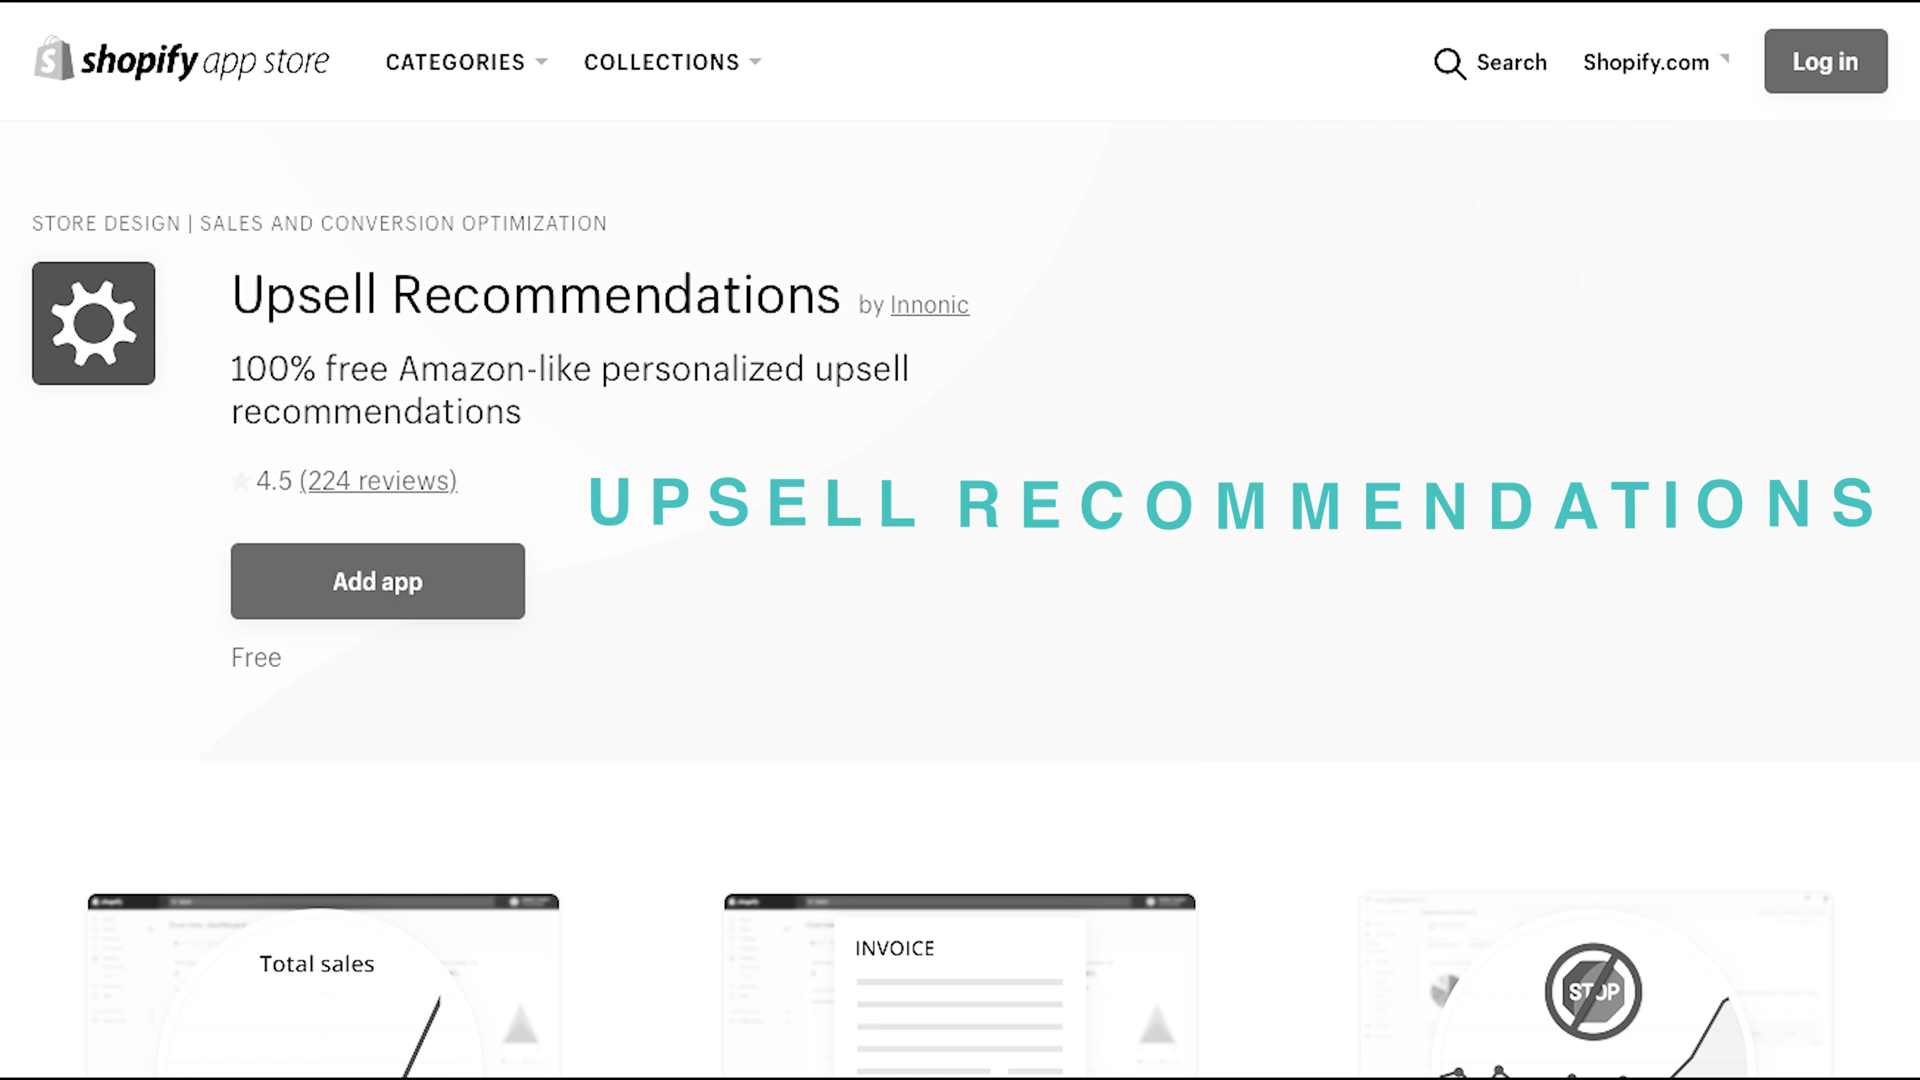 shopify app store
CATEGORIES
COLLECTIONS
Search
Shopify.com
Log in
STORE DESIGN | SALES AND CONVERSION OPTIMIZATION
Upsell Recommendations by Innonic
100% free Amazon-like personalized upsell
recommendations
4.5 (224 reviews)
UPSELL RECOMMENDATIONS
Add app
Free
Total sales
INVOICE
STOP